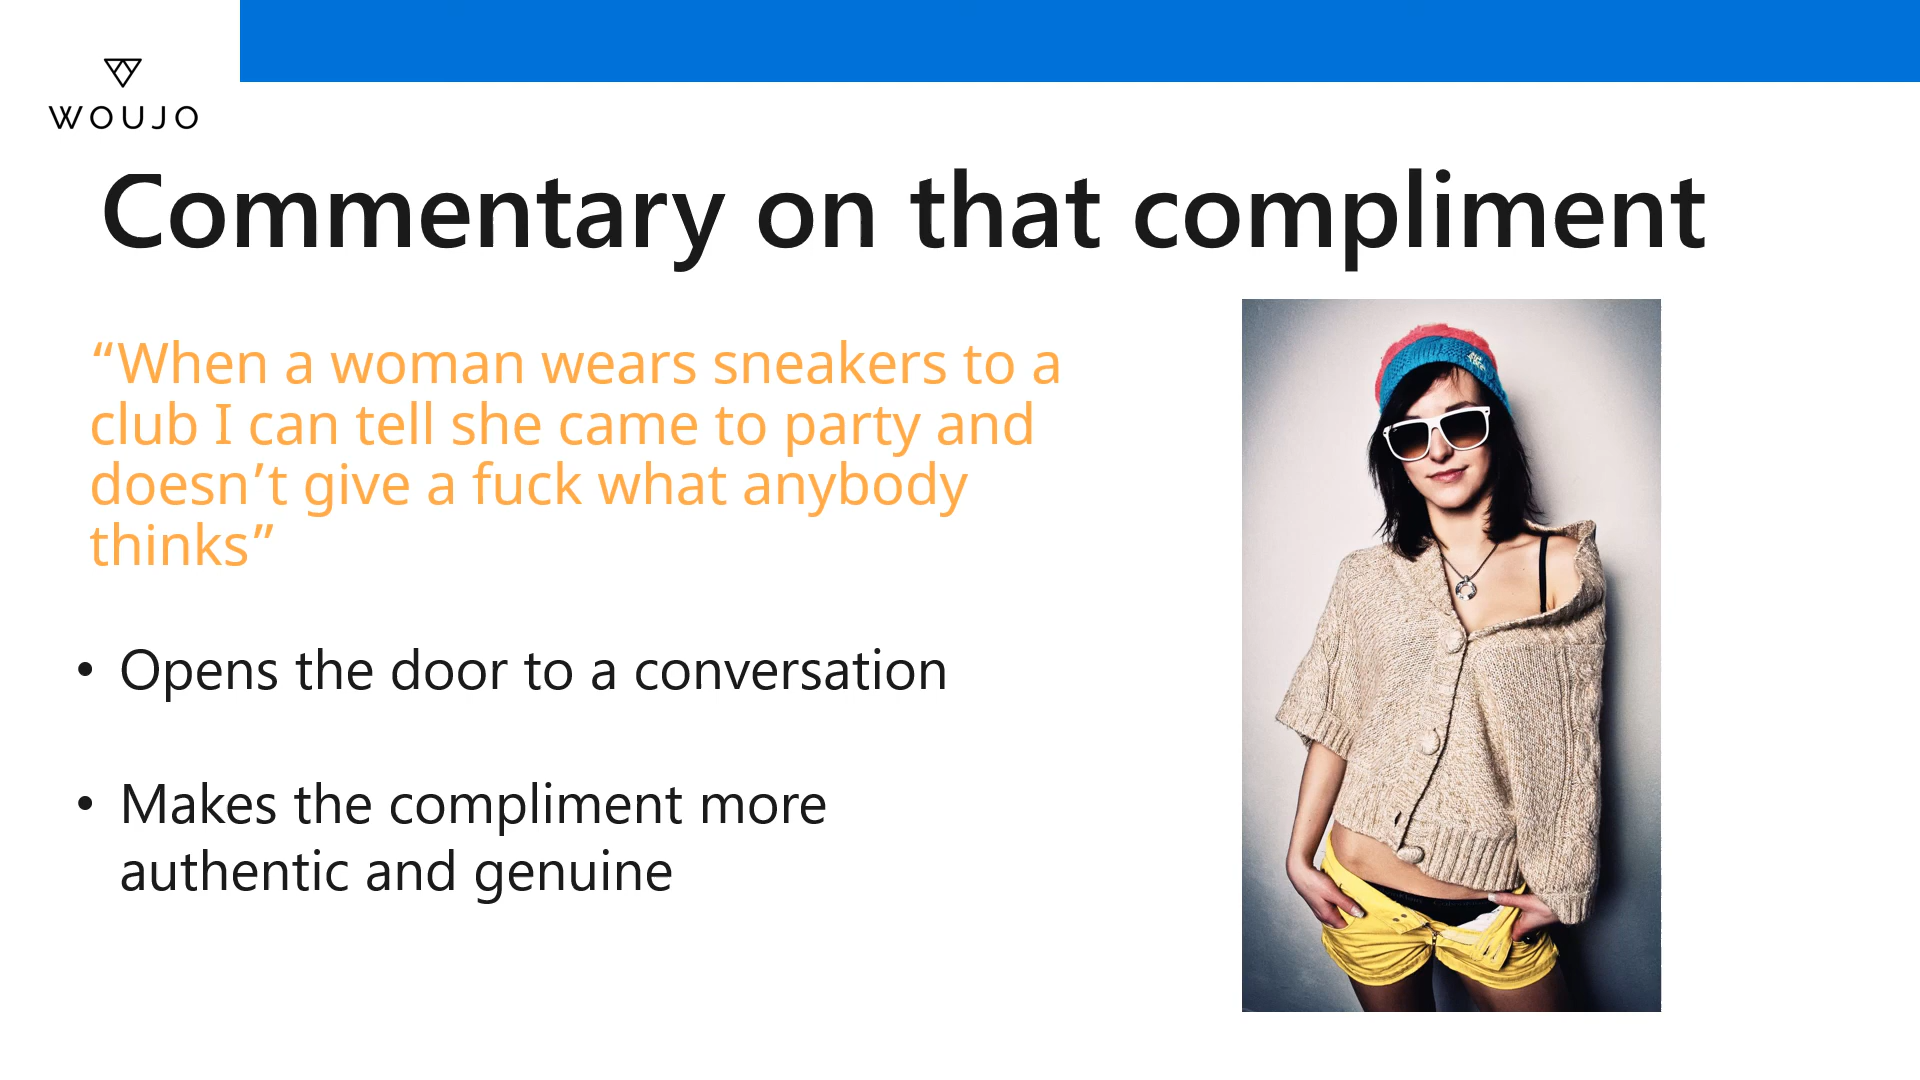 WOUJO
Commentary on that compliment
“When a woman wears sneakers to a
club I can tell she came to party and
doesn’t give a fuck what anybody
thinks”
• Opens the door to a conversation
• Makes the compliment more
authentic and genuine